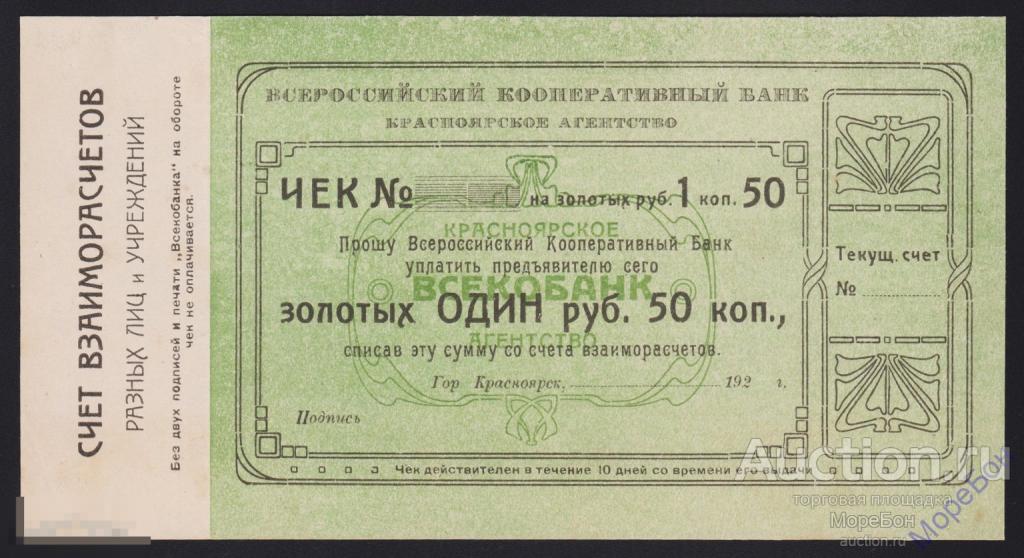 СЧЕТ ВЗАИМОРАСЧЕТОВ
РАЗНЫХ ЛИЦ и УЧРЕЖДЕНИЙ
Без двух подписей и печати „Всекобанка" на обороте
чек не оплачивается.
ВСЕРОССИЙСКИЙ КООПЕРАТИВНЫЙ БАНК
КРАСНОЯРСКОЕ АГЕНТСТВО
ЧЕК № на золотых руб. 1 коп. 50
КРАСНОЯРСКОЕ
Прошу Всероссийский Кооперативный Банк
уплатить предъявителю сего
ВСЕКОБАНК
золотых ОДИН руб. 50 коп.,
АГЕНТСТВО
списав эту сумму со счета взаиморасчетов.
Гор Красноярск, 192 г.
Подпись
Чек действителен в течение 10 дней со времени его выдачи
Текущ. счет
№
Auction.ru
торговая площадка
МореБон
auction.ru
МореБон